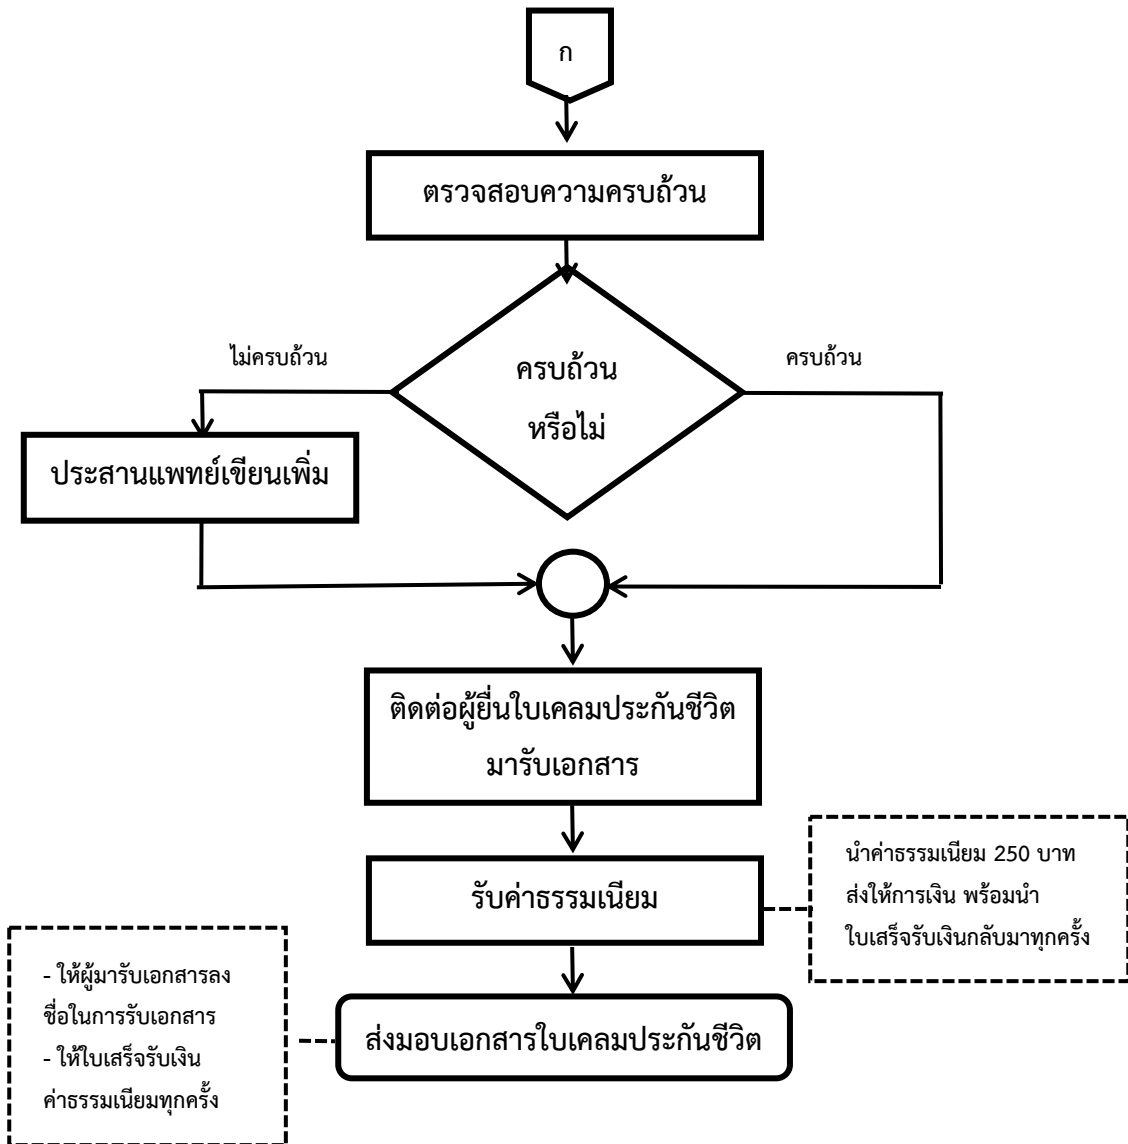 ก
ตรวจสอบความครบถ้วน
ครบถ้วน
หรือไม่
ไม่ครบถ้วน
ครบถ้วน
ประสานแพทย์เขียนเพิ่ม
ติดต่อผู้ยื่นใบเคลมประกันชีวิต
มารับเอกสาร
รับค่าธรรมเนียม
นำค่าธรรมเนียม 250 บาท
ส่งให้การเงิน พร้อมนำ
ใบเสร็จรับเงินกลับมาทุกครั้ง
ส่งมอบเอกสารใบเคลมประกันชีวิต
- ให้ผู้มารับเอกสารลง
ชื่อในการรับเอกสาร
- ให้ใบเสร็จรับเงิน
ค่าธรรมเนียมทุกครั้ง